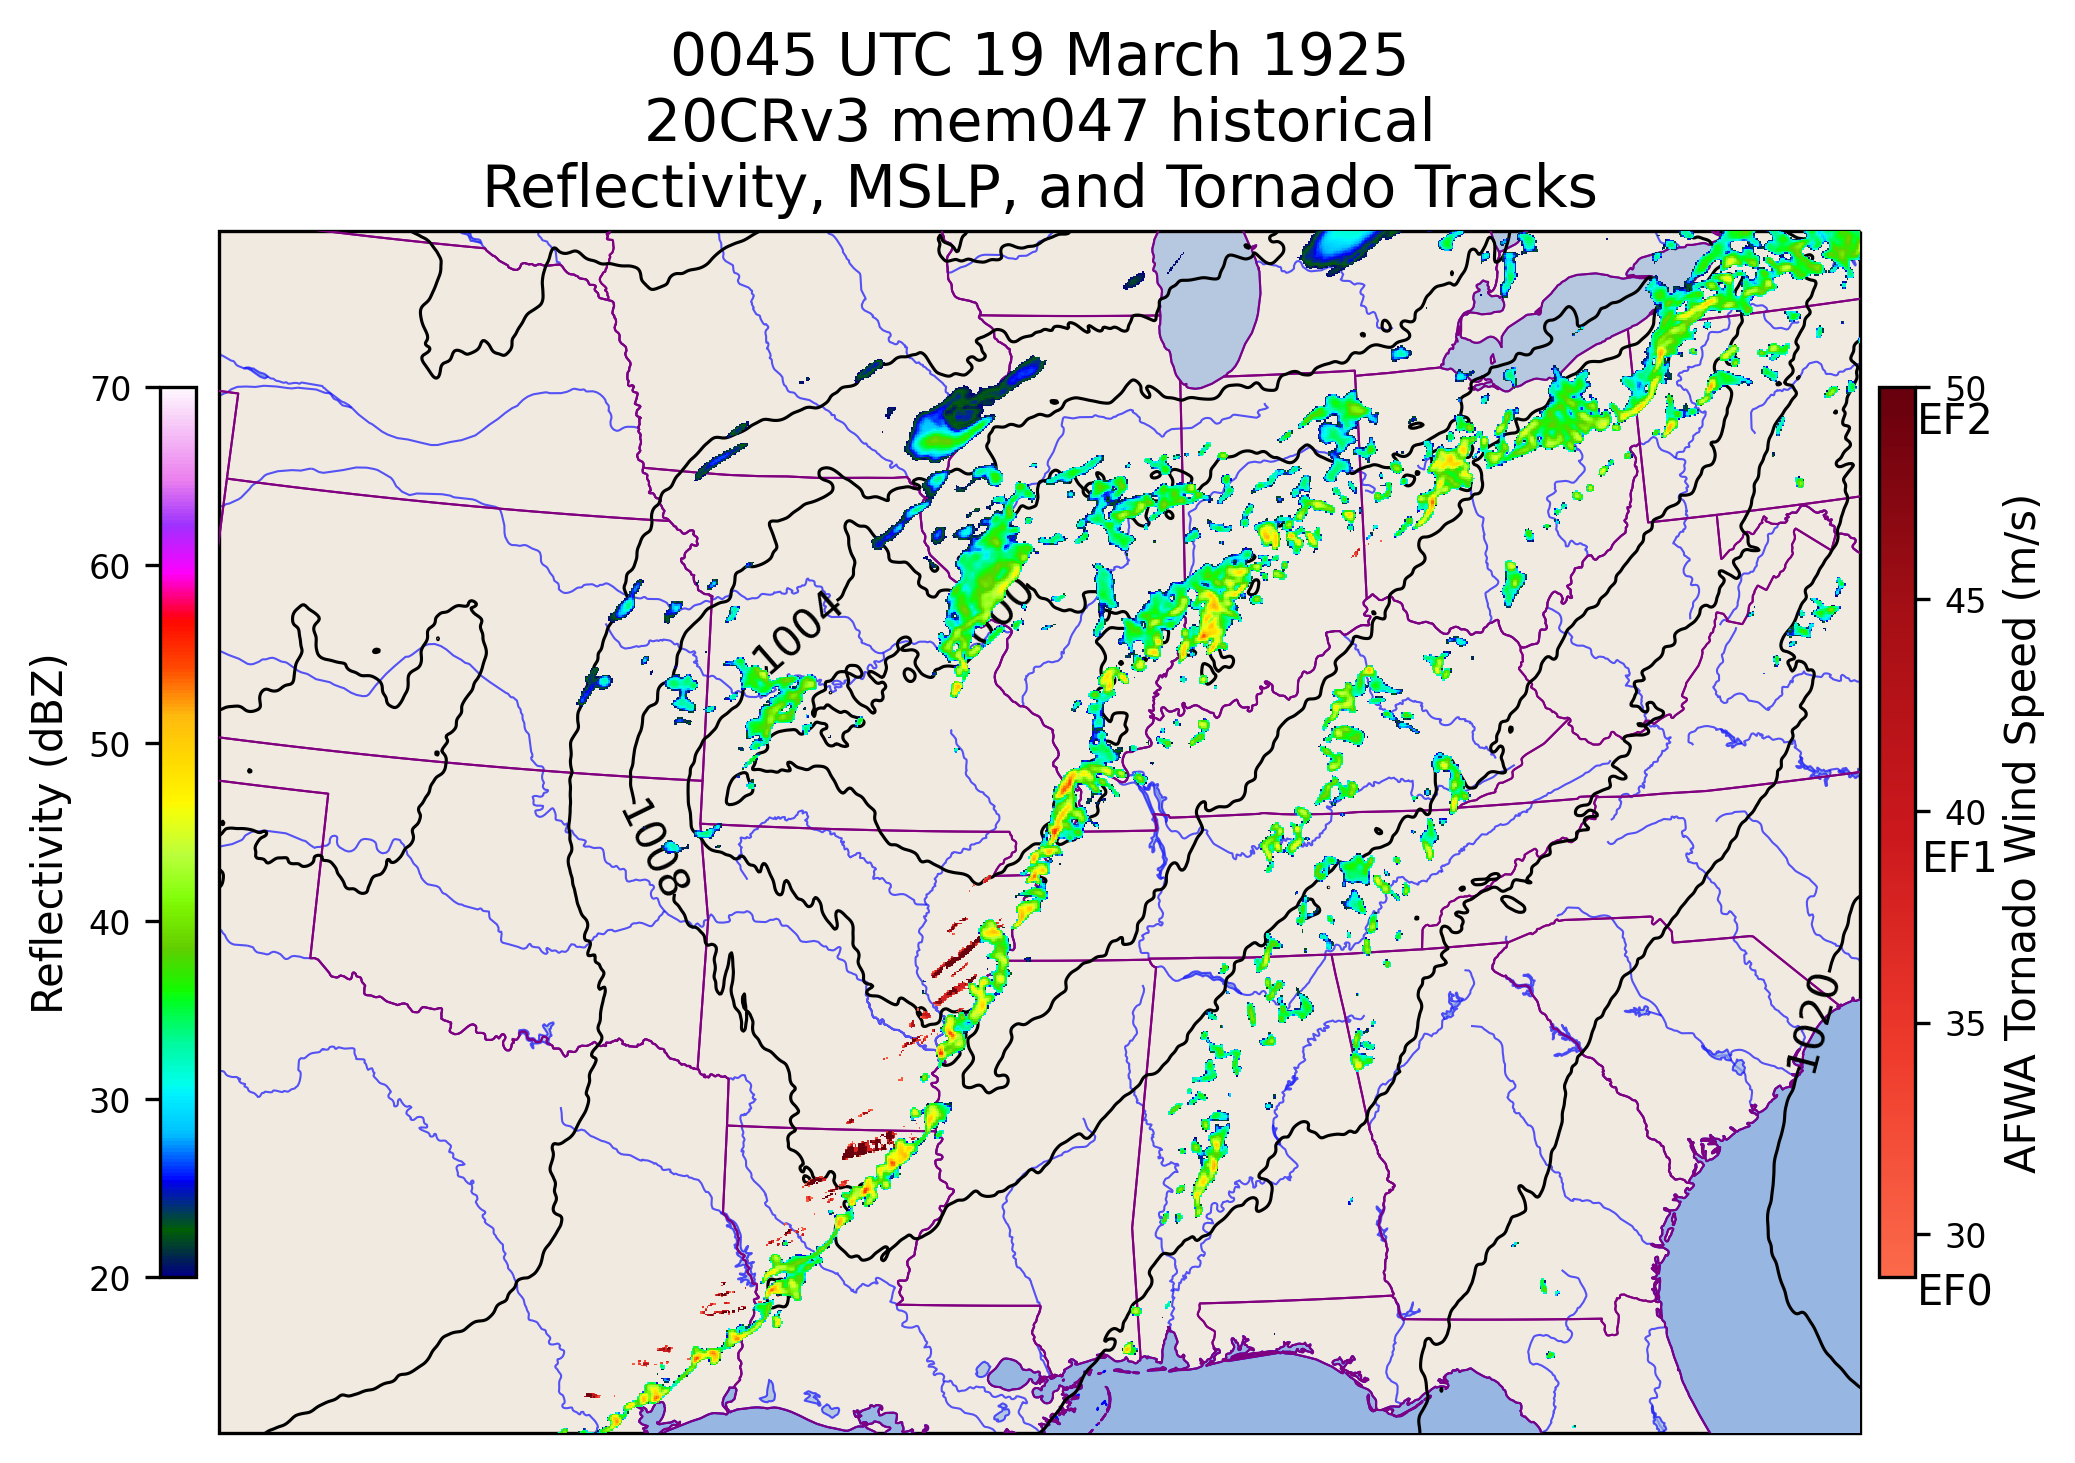 0045 UTC 19 March 1925
20CRv3 mem047 historical
Reflectivity, MSLP, and Tornado Tracks
Reflectivity (dBZ)
70
60
50
40
30
20
1004
1008
1020
50
EF2
45
40
EF1
35
30
EF0
AFWA Tornado Wind Speed (m/s)